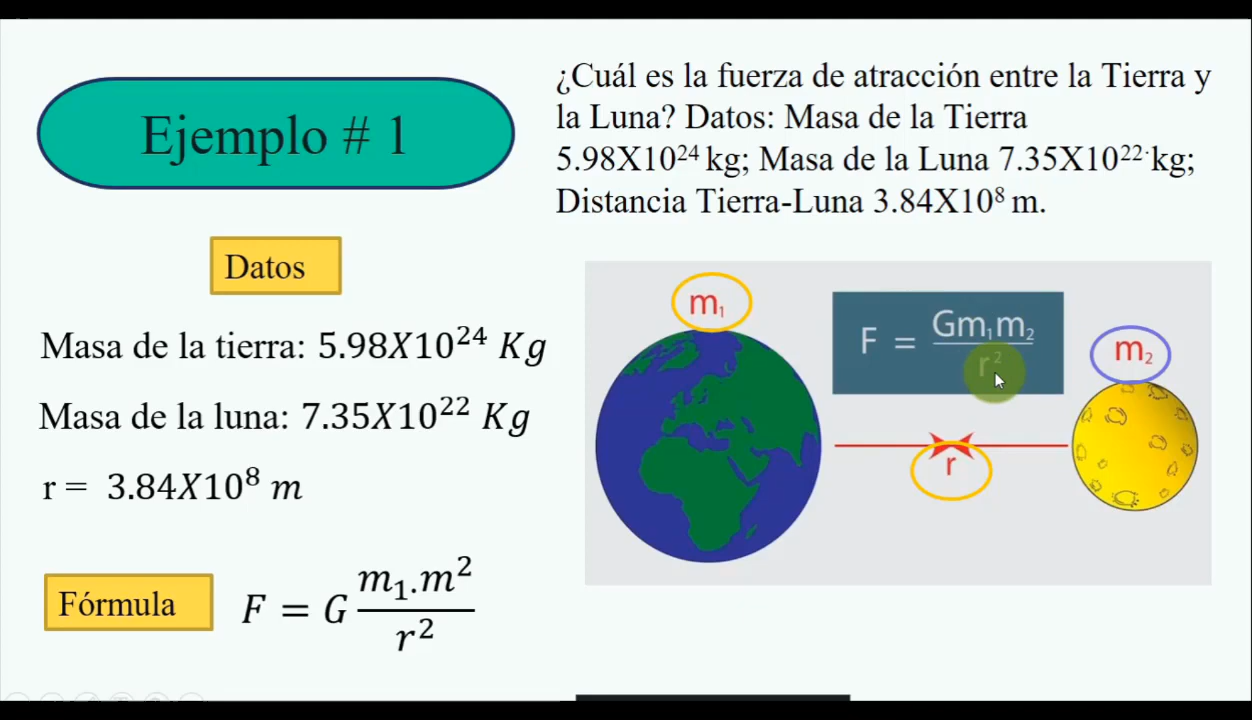 Ejemplo # 1
¿Cuál es la fuerza de atracción entre la Tierra y
la Luna? Datos: Masa de la Tierra
5.98X10²⁴ kg; Masa de la Luna 7.35X10²²· kg;
Distancia Tierra-Luna 3.84X10⁸ m.
Datos
Masa de la tierra: 5.98X10²⁴ Kg
Masa de la luna: 7.35X10²² Kg
r = 3.84X10⁸ m
Fórmula
F = G m₁.m² / r²
m₁
F = Gm₁m₂ / r²
m₂
r